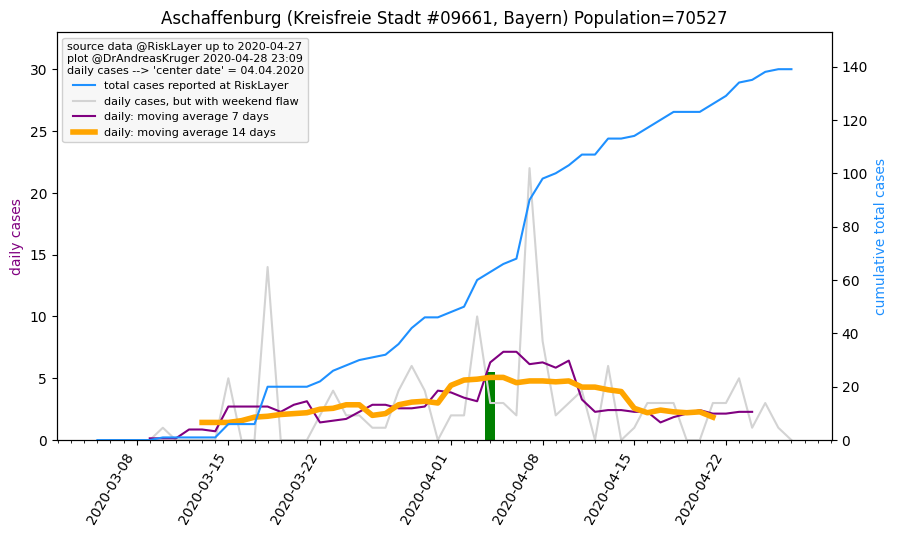 Aschaffenburg (Kreisfreie Stadt #09661, Bayern) Population=70527
source data @RiskLayer up to 2020-04-27
plot @DrAndreasKruger 2020-04-28 23:09
daily cases --> 'center date' = 04.04.2020
total cases reported at RiskLayer
daily cases, but with weekend flaw
daily: moving average 7 days
daily: moving average 14 days
daily cases
30
25
20
15
10
5
0
cumulative total cases
140
120
100
80
60
40
20
0
2020-03-08
2020-03-15
2020-03-22
2020-04-01
2020-04-08
2020-04-15
2020-04-22